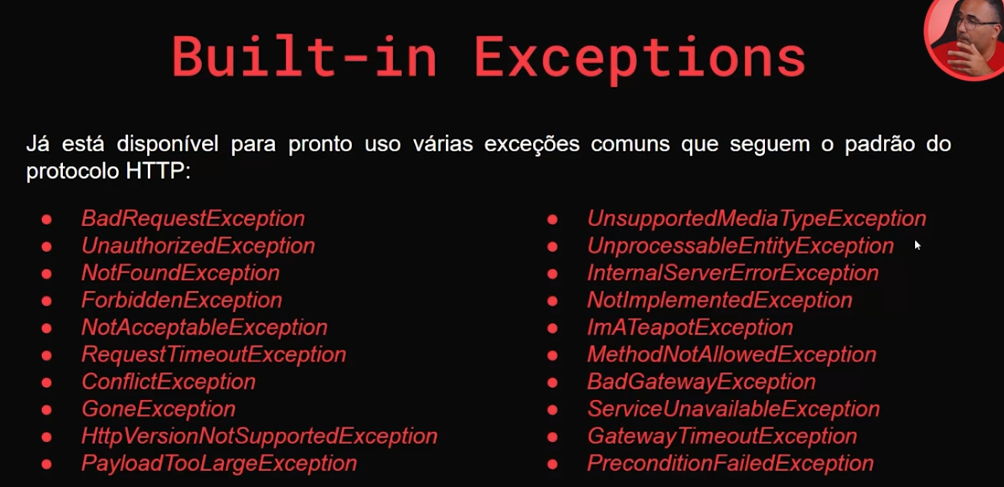 Built-in Exceptions
Já está disponível para pronto uso várias exceções comuns que seguem o padrão do
protocolo HTTP:
BadRequestException
UnauthorizedException
NotFoundException
ForbiddenException
NotAcceptableException
RequestTimeoutException
ConflictException
GoneException
HttpVersionNotSupportedException
PayloadTooLargeException
UnsupportedMediaTypeException
UnprocessableEntityException
InternalServerErrorException
NotImplementedException
ImATeapotException
MethodNotAllowedException
BadGatewayException
ServiceUnavailableException
GatewayTimeoutException
PreconditionFailedException